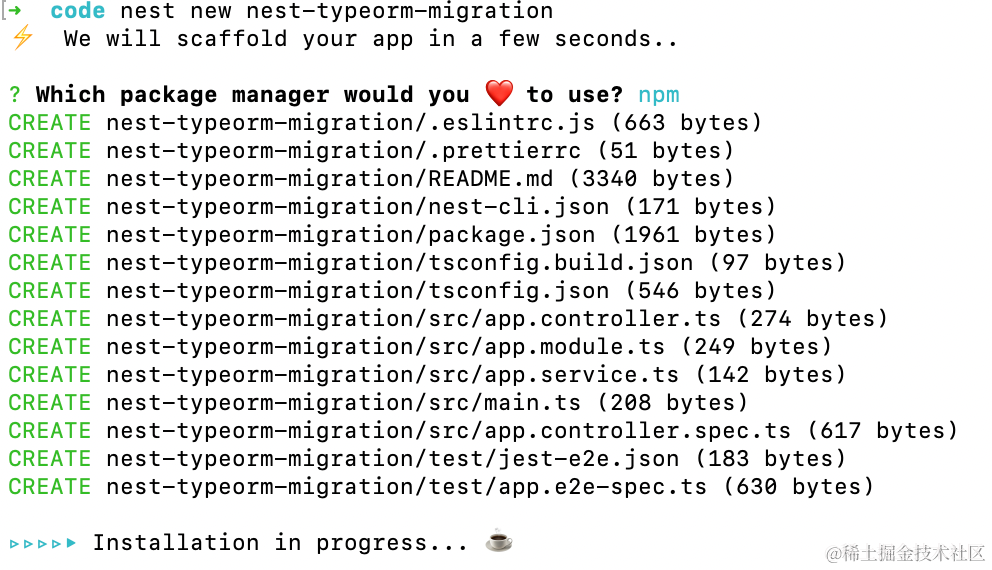 [➜  code nest new nest-typeorm-migration
⚡  We will scaffold your app in a few seconds..
? Which package manager would you ❤️ to use? npm
CREATE nest-typeorm-migration/.eslintrc.js (663 bytes)
CREATE nest-typeorm-migration/.prettierrc (51 bytes)
CREATE nest-typeorm-migration/README.md (3340 bytes)
CREATE nest-typeorm-migration/nest-cli.json (171 bytes)
CREATE nest-typeorm-migration/package.json (1961 bytes)
CREATE nest-typeorm-migration/tsconfig.build.json (97 bytes)
CREATE nest-typeorm-migration/tsconfig.json (546 bytes)
CREATE nest-typeorm-migration/src/app.controller.ts (274 bytes)
CREATE nest-typeorm-migration/src/app.module.ts (249 bytes)
CREATE nest-typeorm-migration/src/app.service.ts (142 bytes)
CREATE nest-typeorm-migration/src/main.ts (208 bytes)
CREATE nest-typeorm-migration/src/app.controller.spec.ts (617 bytes)
CREATE nest-typeorm-migration/test/jest-e2e.json (183 bytes)
CREATE nest-typeorm-migration/test/app.e2e-spec.ts (630 bytes)
▹▹▹▹▸ Installation in progress... ☕
@稀土掘金技术社区